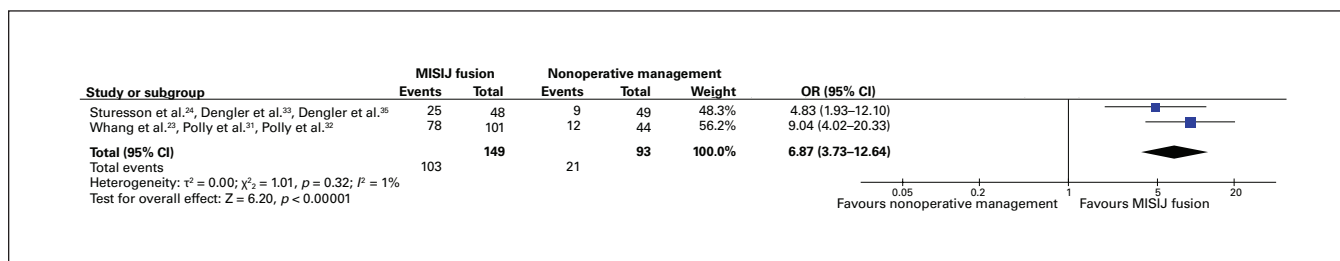 MISIJ fusion Nonoperative management
Study or subgroup Events Total Events Total Weight OR (95% CI)
Sturesson et al.²⁴, Dengler et al.³³, Dengler et al.³⁵ 25 48 9 49 48.3% 4.83 (1.93–12.10)
Whang et al.²³, Polly et al.³¹, Polly et al.³² 78 101 12 44 56.2% 9.04 (4.02–20.33)
Total (95% CI) 149 93 100.0% 6.87 (3.73–12.64)
Total events 103 21
Heterogeneity: τ² = 0.00; χ²₂ = 1.01, p = 0.32; I² = 1%
Test for overall effect: Z = 6.20, p < 0.00001
0.05 0.2 1 5 20
Favours nonoperative management Favours MISIJ fusion